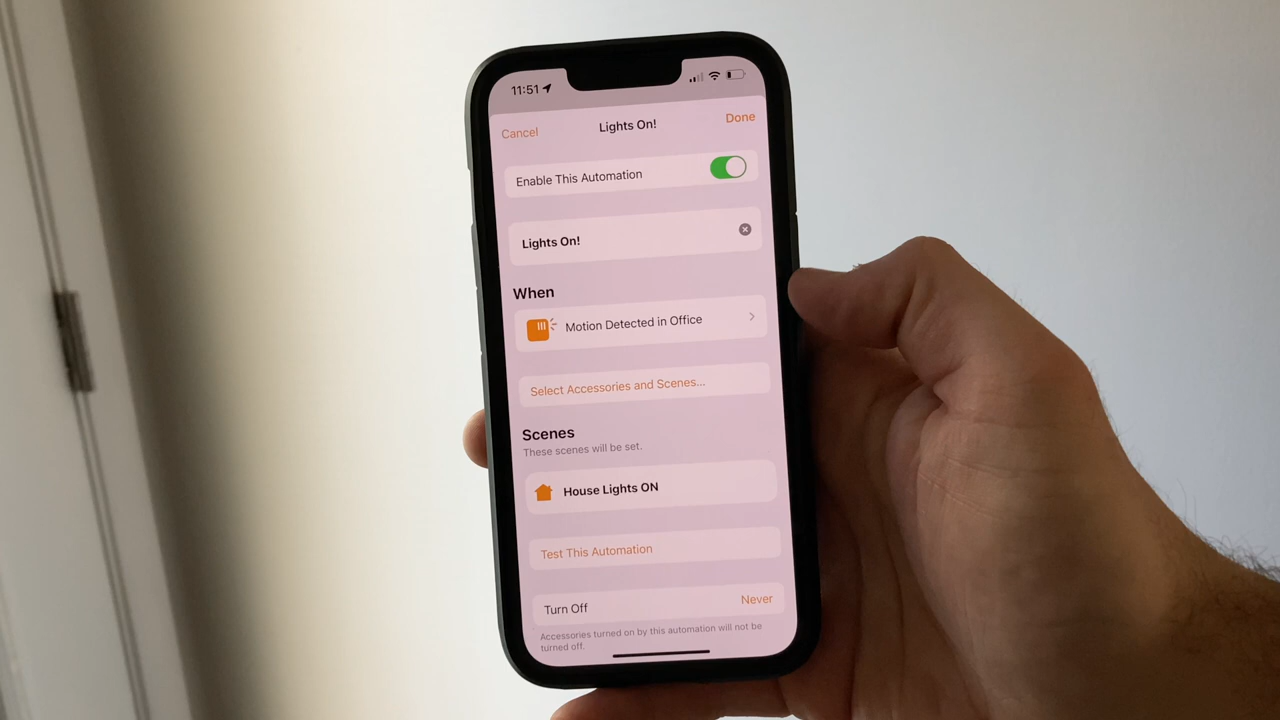 11:51
Cancel
Lights On!
Done
Enable This Automation
Lights On!
When
Motion Detected in Office
Select Accessories and Scenes...
Scenes
These scenes will be set.
House Lights ON
Test This Automation
Turn Off
Never
Accessories turned on by this automation will not be
turned off.